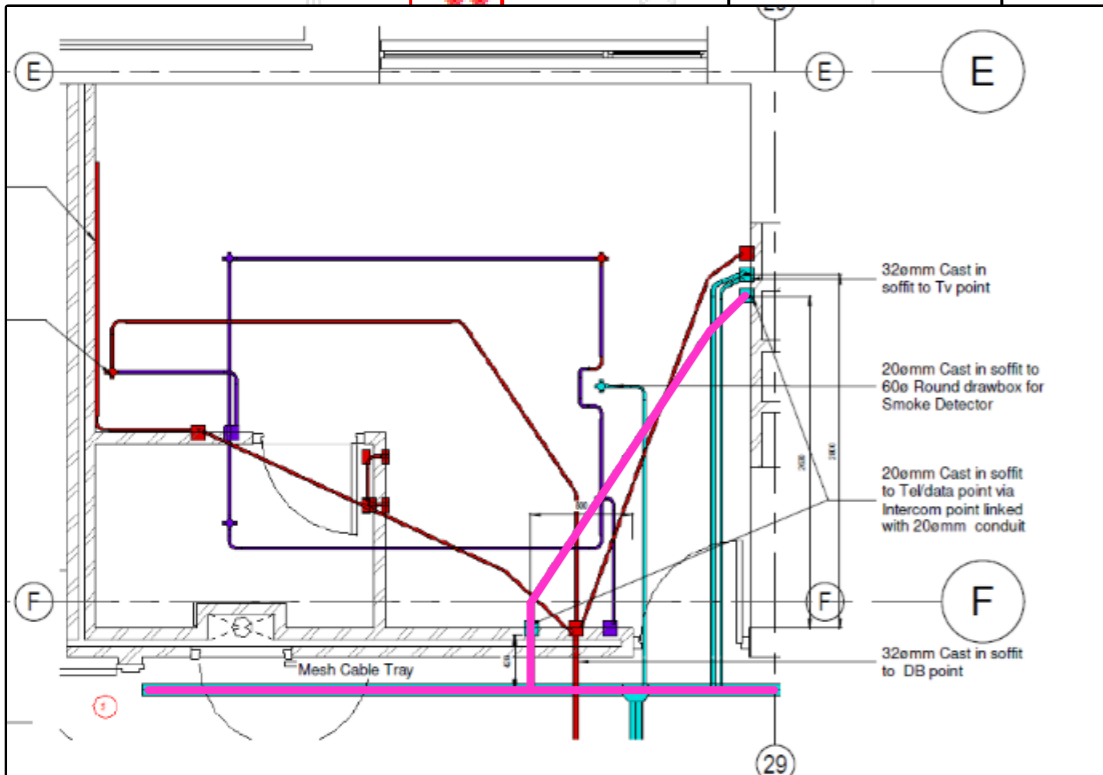 E
E
E
32ømm Cast in
soffit to Tv point
20ømm Cast in soffit to
60ø Round drawbox for
Smoke Detector
20ømm Cast in soffit
to Tel/data point via
Intercom point linked
with 20ømm conduit
F
F
F
32ømm Cast in soffit
to DB point
Mesh Cable Tray
29